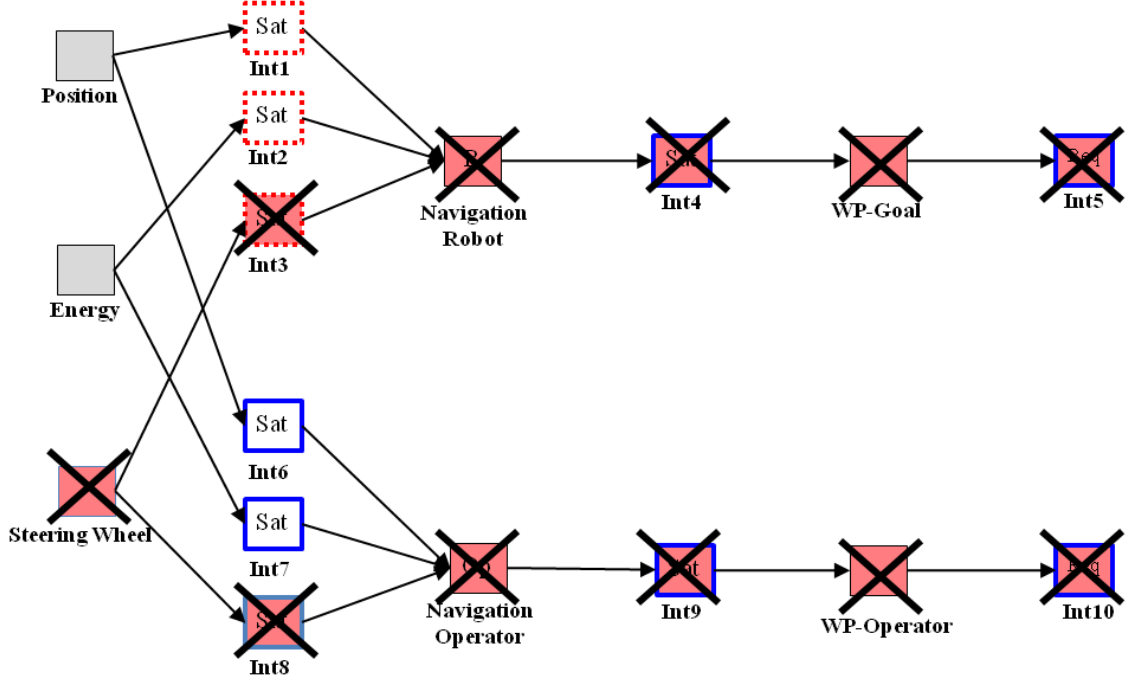 Sat
Int1
Position
Sat
Int2
Navigation
Robot
Int4
WP-Goal
Int5
Int3
Energy
Sat
Int6
Sat
Int7
Steering Wheel
Navigation
Operator
Int9
WP-Operator
Int10
Int8